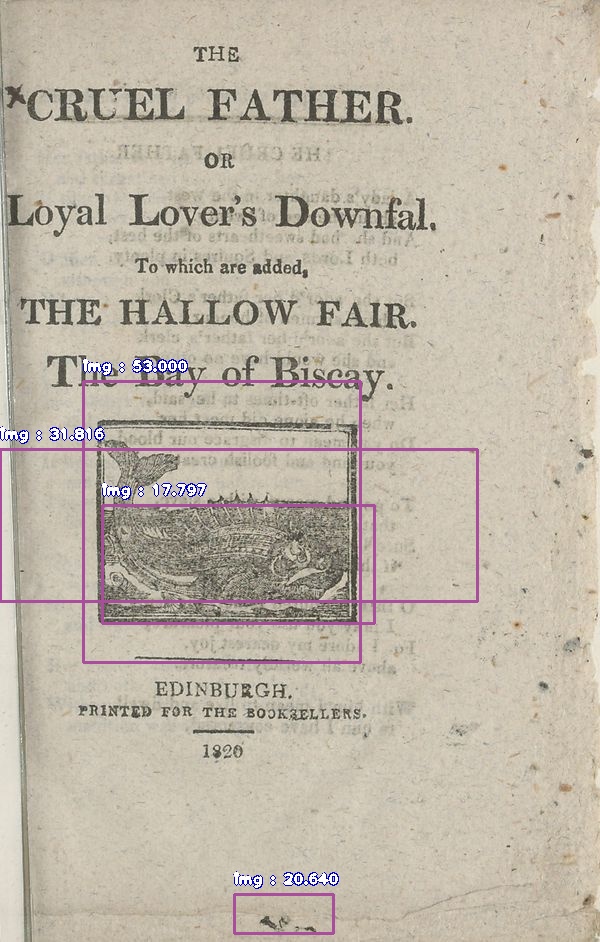 THE
CRUEL FATHER.
OR
Loyal Lover's Downfal.
To which are added,
THE HALLOW FAIR.
The Bay of Biscay.
img : 53.000
img : 31.816
img : 17.797
EDINBURGH.
PRINTED FOR THE BOOKSELLERS.
1820
img : 20.640